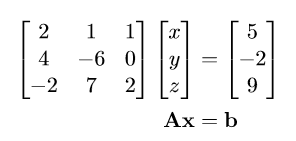 [2 1 1] [x] [5]
[4 −6 0] [y] = [−2]
[−2 7 2] [z] [9]
Ax = b